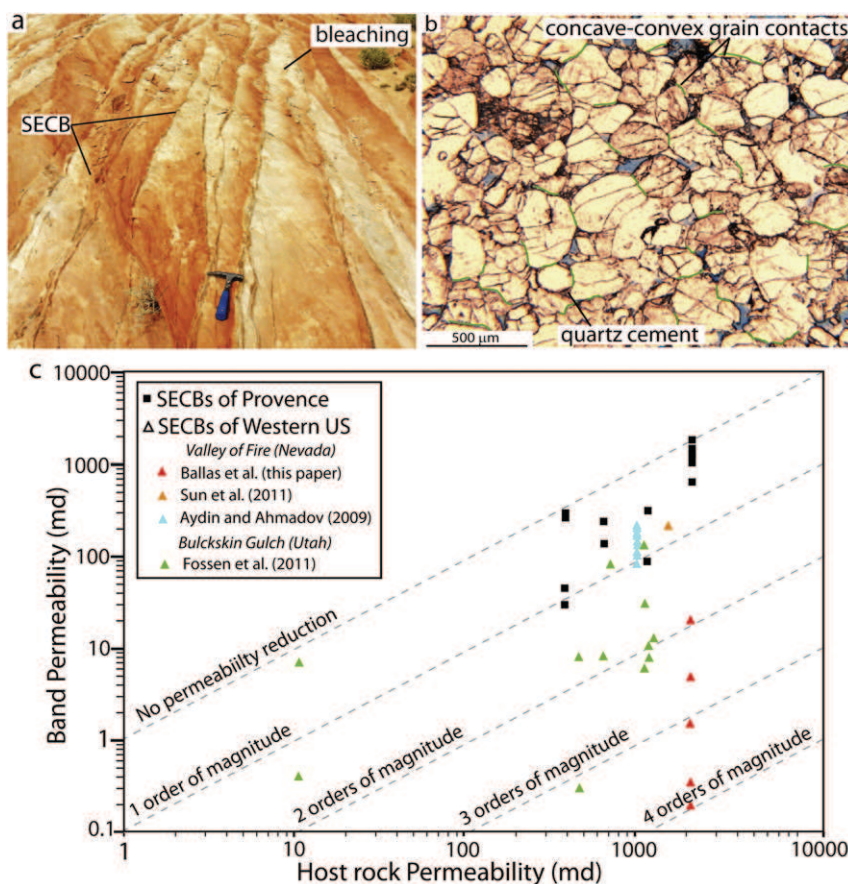 a
bleaching
SECB
b
concave-convex grain contacts
quartz cement
500 µm
c
SECBs of Provence
SECBs of Western US
Valley of Fire (Nevada)
Ballas et al. (this paper)
Sun et al. (2011)
Aydin and Ahmadov (2009)
Bulckskin Gulch (Utah)
Fossen et al. (2011)
No permeabiilty reduction
1 order of magnitude
2 orders of magnitude
3 orders of magnitude
4 orders of magnitude
Band Permeability (md)
10000
1000
100
10
1
0.1
1
10
100
1000
10000
Host rock Permeability (md)